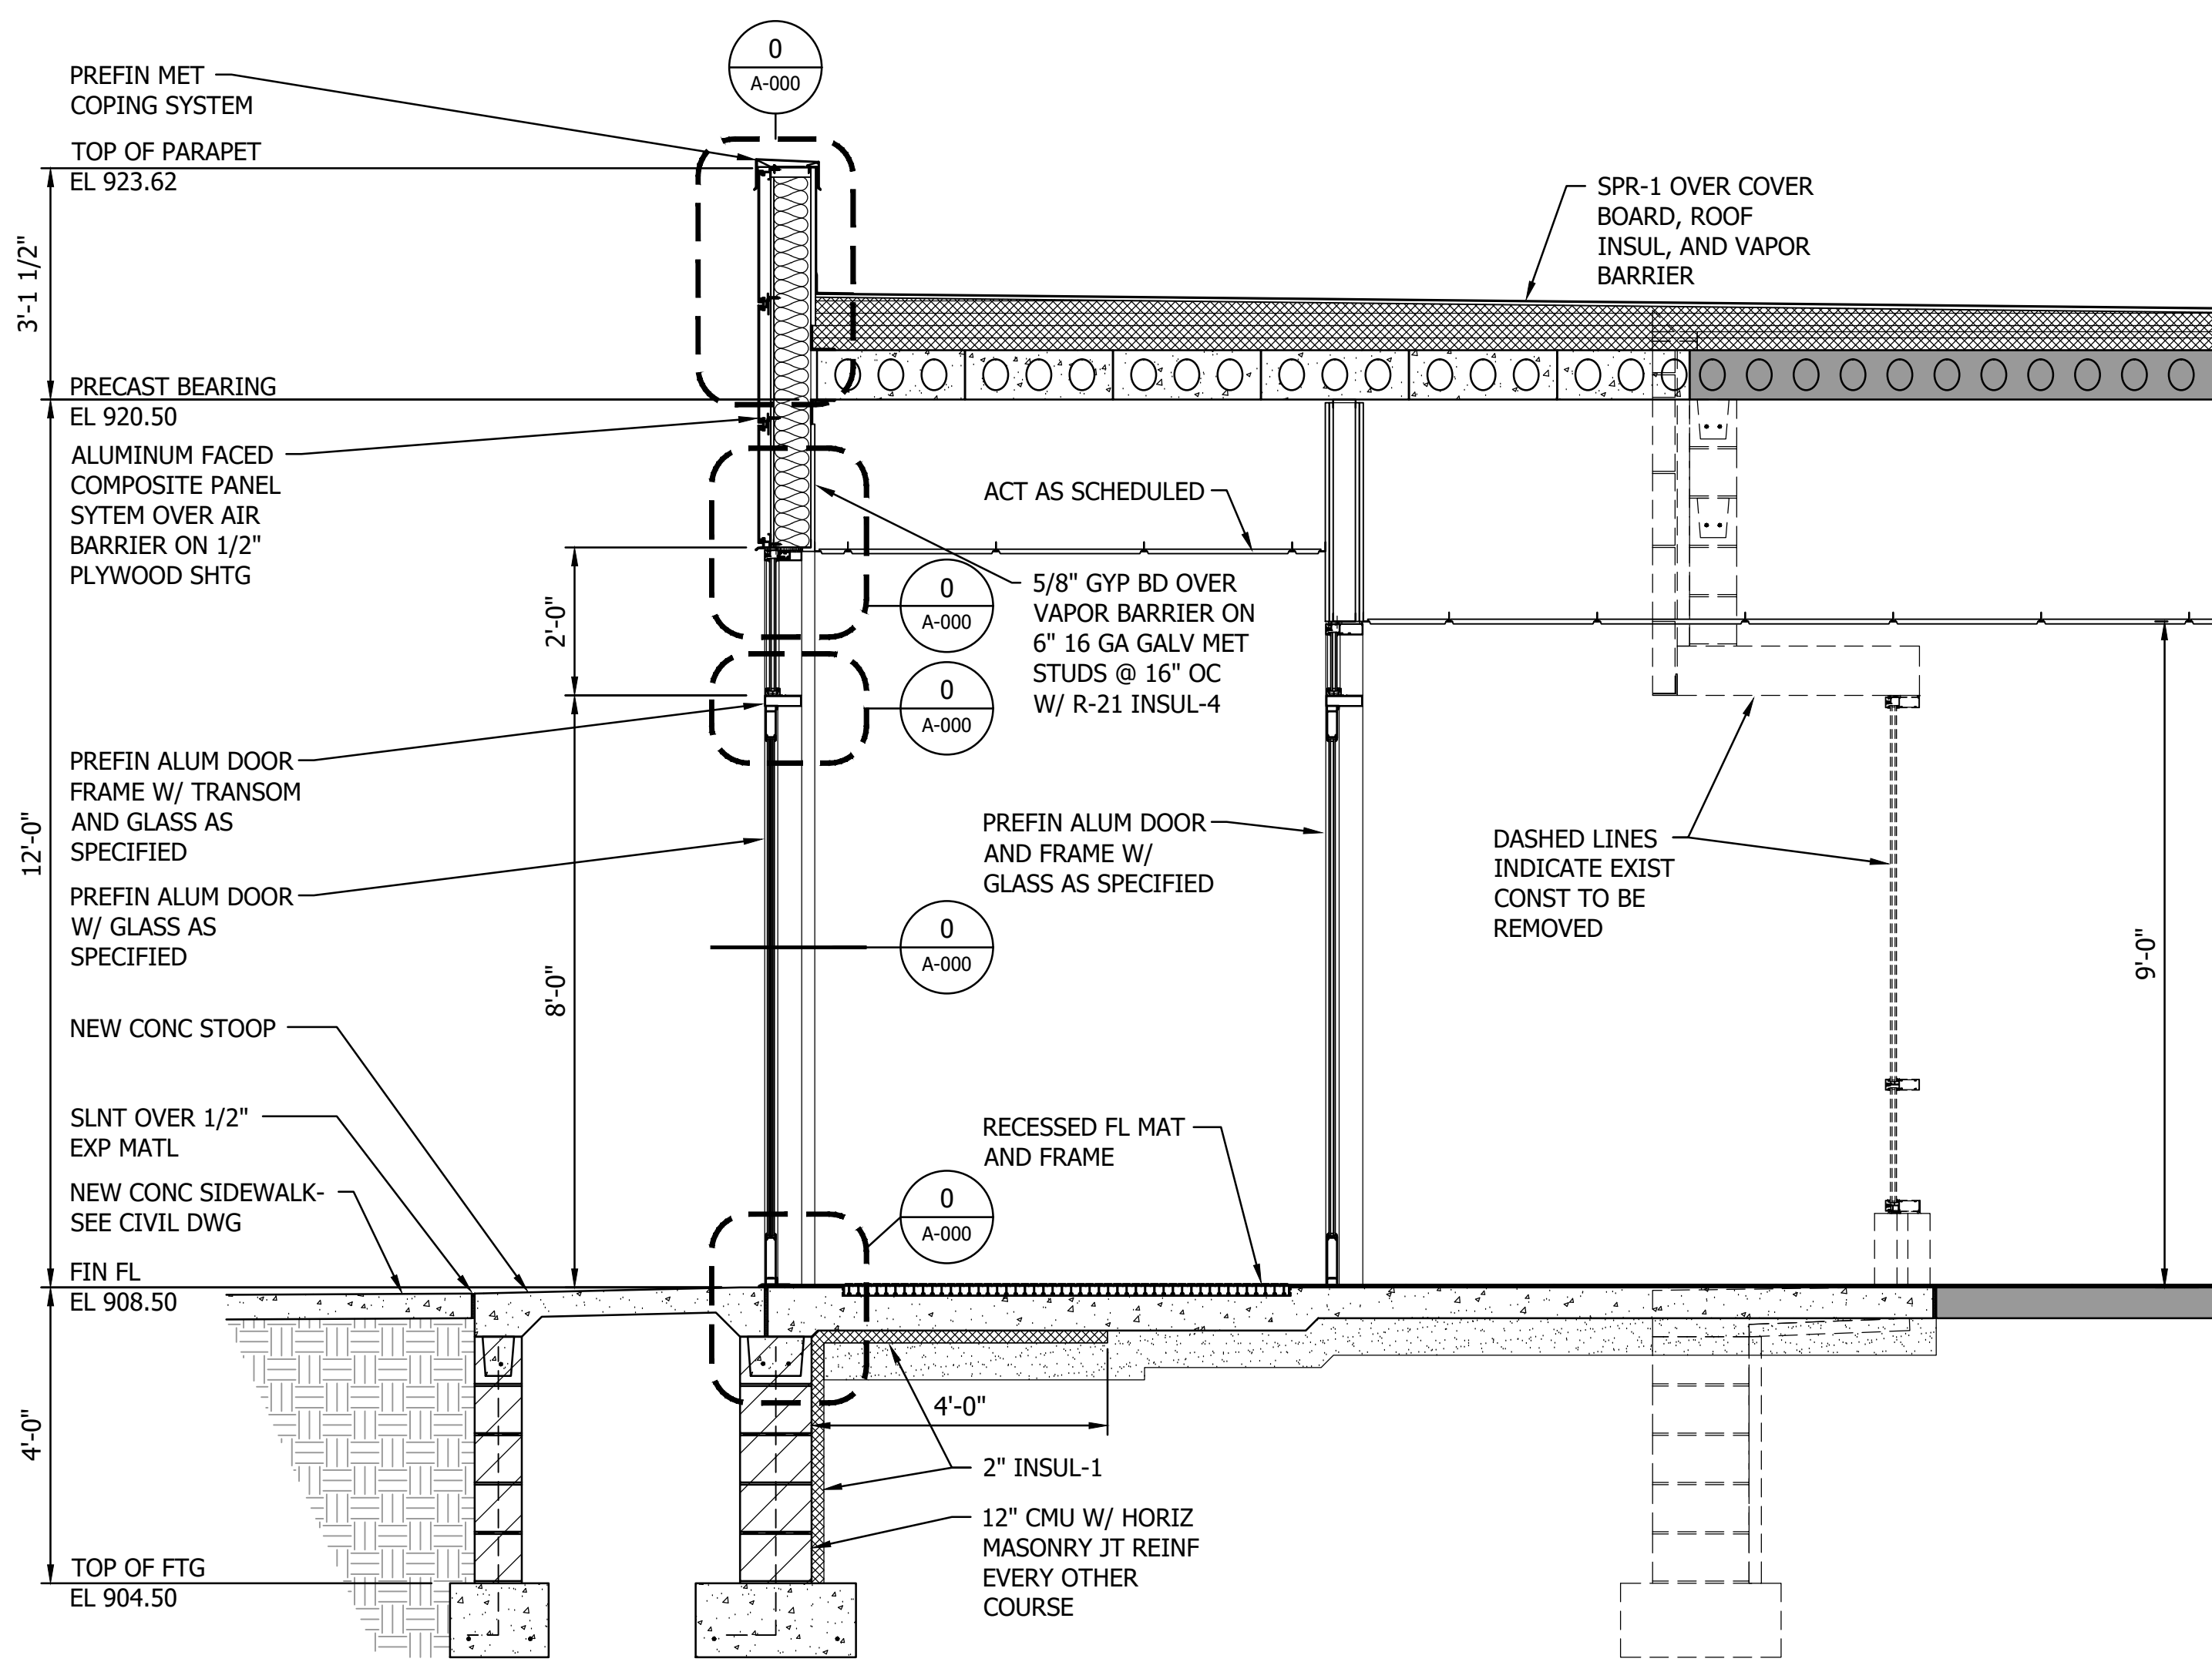 0
A-000
PREFIN MET
COPING SYSTEM
TOP OF PARAPET
EL 923.62
3'-1 1/2"
SPR-1 OVER COVER
BOARD, ROOF
INSUL, AND VAPOR
BARRIER
PRECAST BEARING
EL 920.50
ALUMINUM FACED
COMPOSITE PANEL
SYTEM OVER AIR
BARRIER ON 1/2"
PLYWOOD SHTG
ACT AS SCHEDULED
2'-0"
0
A-000
5/8" GYP BD OVER
VAPOR BARRIER ON
6" 16 GA GALV MET
STUDS @ 16" OC
W/ R-21 INSUL-4
0
A-000
PREFIN ALUM DOOR
FRAME W/ TRANSOM
AND GLASS AS
SPECIFIED
12'-0"
PREFIN ALUM DOOR
AND FRAME W/
GLASS AS SPECIFIED
DASHED LINES
INDICATE EXIST
CONST TO BE
REMOVED
PREFIN ALUM DOOR
W/ GLASS AS
SPECIFIED
0
A-000
9'-0"
8'-0"
NEW CONC STOOP
SLNT OVER 1/2"
EXP MATL
RECESSED FL MAT
AND FRAME
NEW CONC SIDEWALK-
SEE CIVIL DWG
0
A-000
FIN FL
EL 908.50
4'-0"
4'-0"
2" INSUL-1
12" CMU W/ HORIZ
MASONRY JT REINF
EVERY OTHER
COURSE
TOP OF FTG
EL 904.50